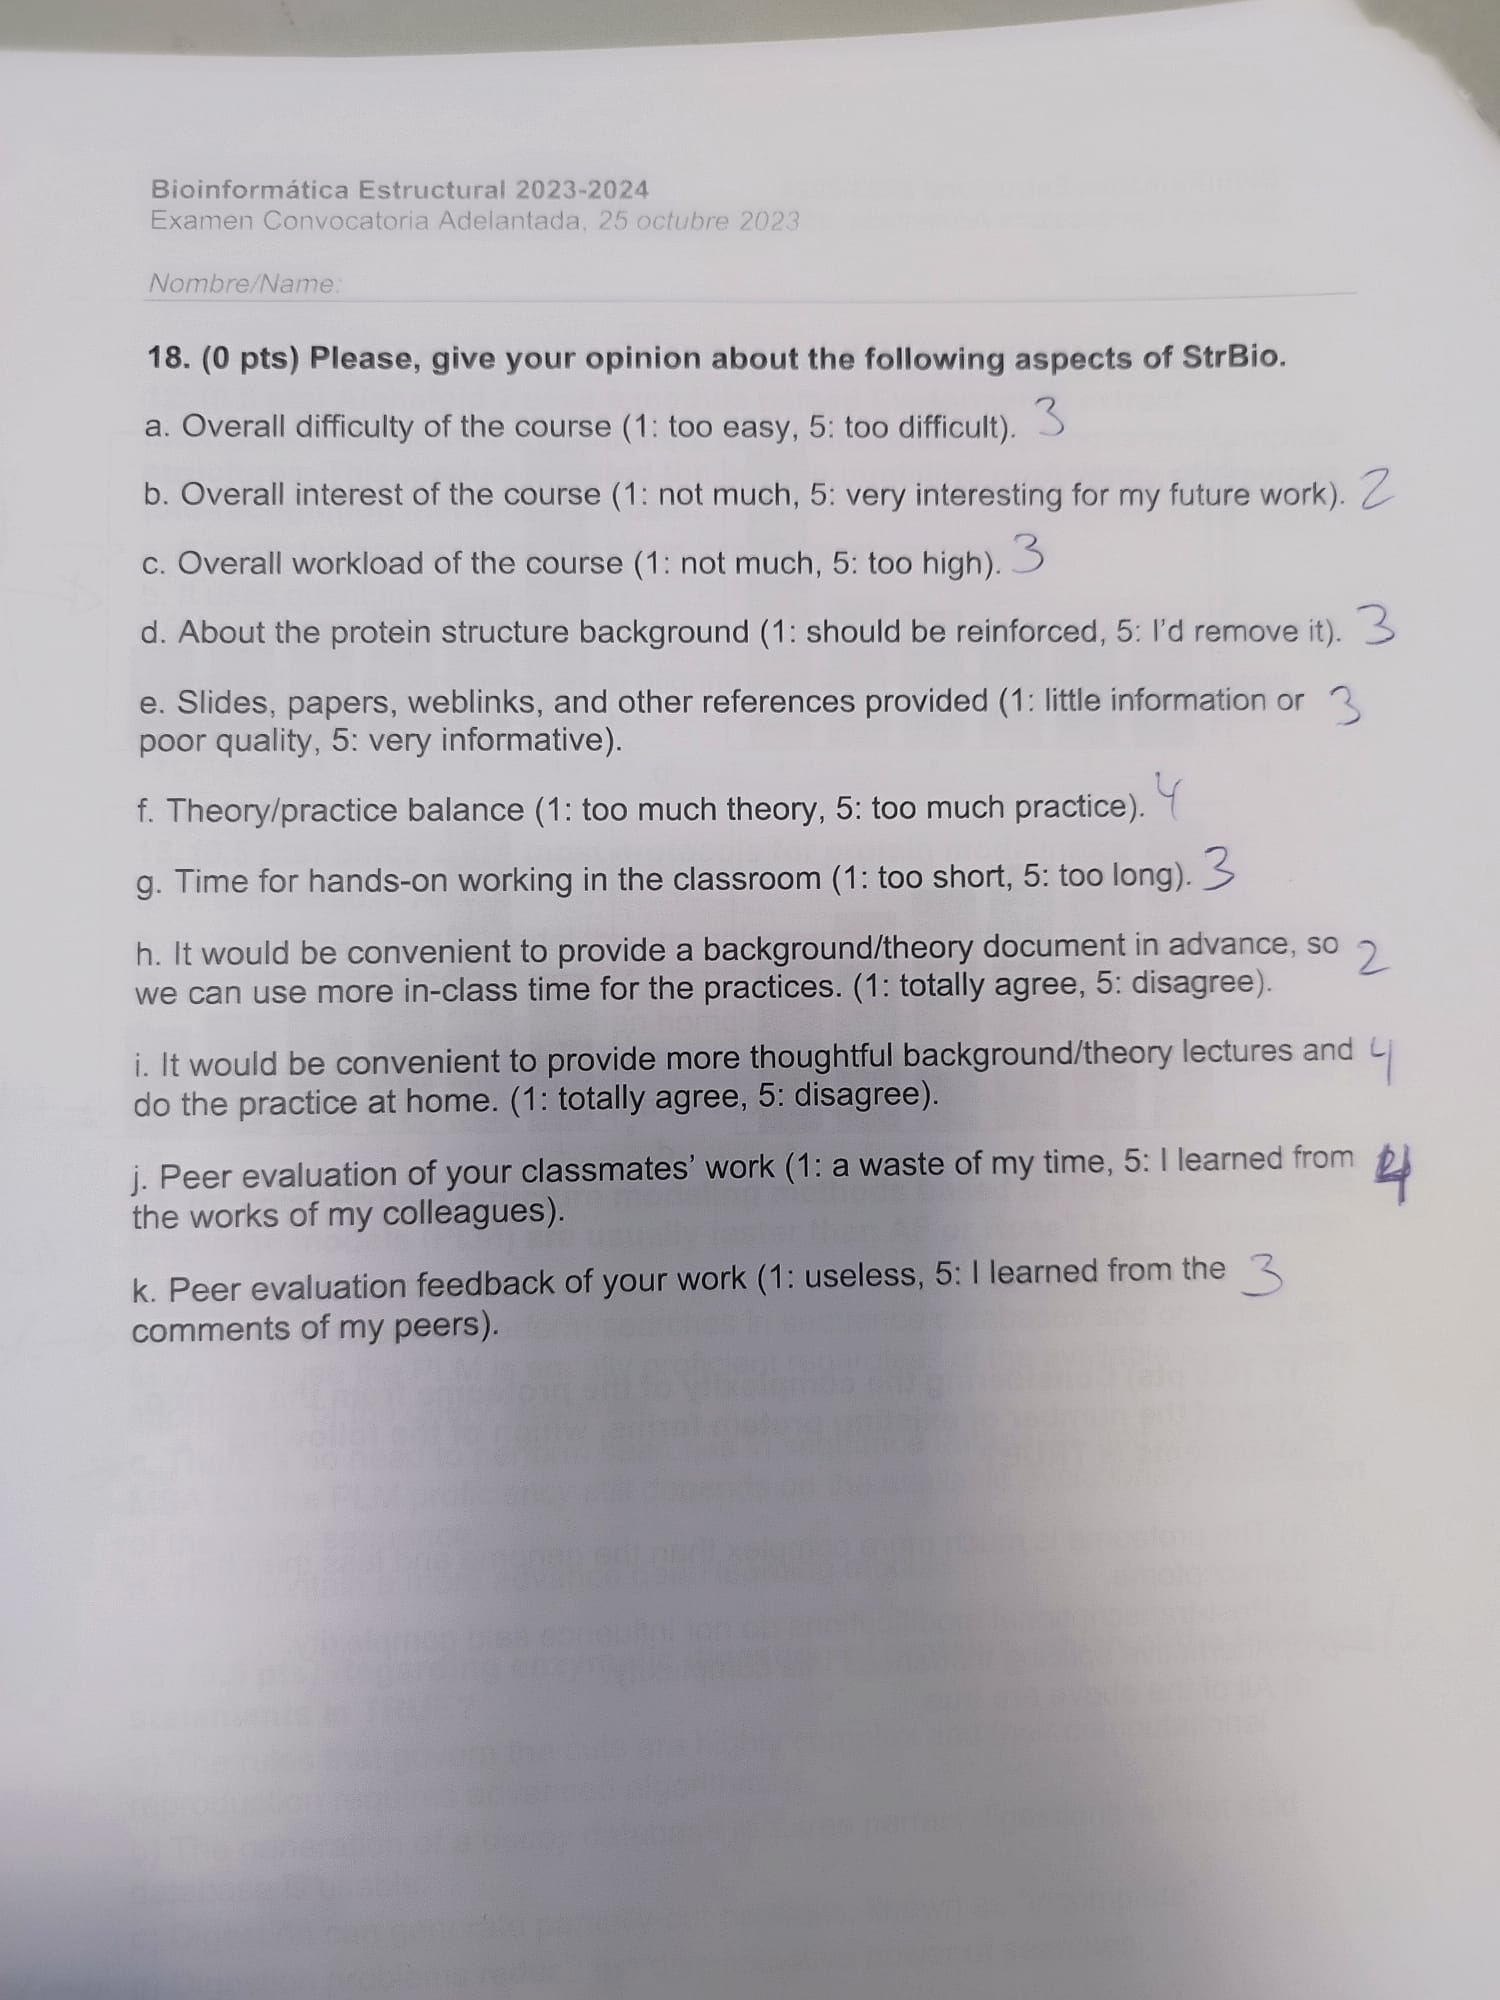 Bioinformática Estructural 2023-2024
Examen Convocatoria Adelantada, 25 octubre 2023
Nombre/Name:
18. (0 pts) Please, give your opinion about the following aspects of StrBio.
a. Overall difficulty of the course (1: too easy, 5: too difficult). 3
b. Overall interest of the course (1: not much, 5: very interesting for my future work). 2
c. Overall workload of the course (1: not much, 5: too high). 3
d. About the protein structure background (1: should be reinforced, 5: I'd remove it). 3
e. Slides, papers, weblinks, and other references provided (1: little information or 3
poor quality, 5: very informative).
f. Theory/practice balance (1: too much theory, 5: too much practice). 4
g. Time for hands-on working in the classroom (1: too short, 5: too long). 3
h. It would be convenient to provide a background/theory document in advance, so 2
we can use more in-class time for the practices. (1: totally agree, 5: disagree).
i. It would be convenient to provide more thoughtful background/theory lectures and 4
do the practice at home. (1: totally agree, 5: disagree).
j. Peer evaluation of your classmates' work (1: a waste of my time, 5: I learned from 4
the works of my colleagues).
k. Peer evaluation feedback of your work (1: useless, 5: I learned from the 3
comments of my peers).